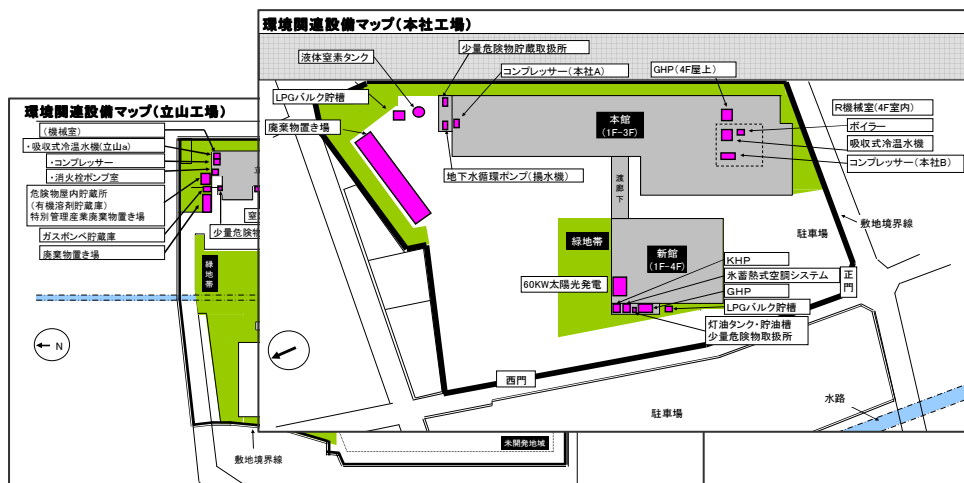 環境関連設備マップ(本社工場)
少量危険物貯蔵取扱所
液体窒素タンク
コンプレッサー(本社A)
GHP(4F屋上)
LPGバルク貯槽
廃棄物置き場
本館
(1F-3F)
R機械室(4F室内)
ボイラー
吸収式冷温水機
コンプレッサー(本社B)
地下水循環ポンプ(揚水機)
渡廊下
敷地境界線
駐車場
緑地帯
新館
(1F-4F)
KHP
氷蓄熱式空調システム
GHP
正門
60KW太陽光発電
LPGバルク貯槽
灯油タンク・貯油槽
少量危険物取扱所
西門
水路
駐車場
環境関連設備マップ(立山工場)
(機械室)
・吸収式冷温水機(立山a)
・コンプレッサー
・消火栓ポンプ室
危険物屋内貯蔵所
(有機溶剤貯蔵庫)
特別管理産業廃棄物置き場
ガスボンベ貯蔵庫
廃棄物置き場
少量危険物
緑地帯
N
未開発地域
敷地境界線